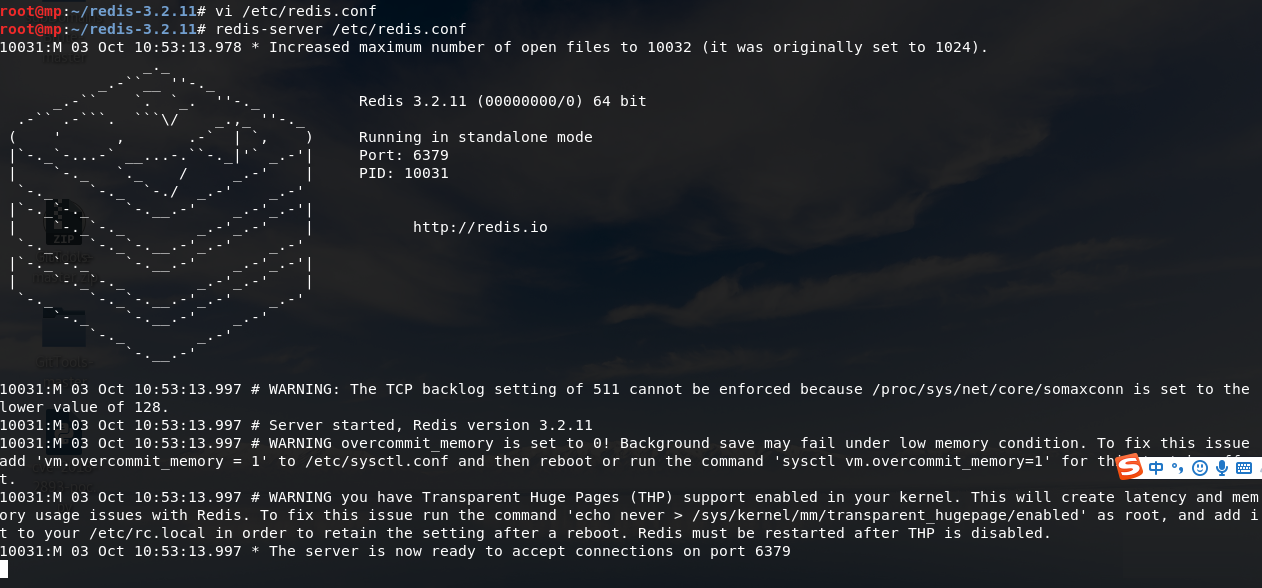 root@mp:~/redis-3.2.11# vi /etc/redis.conf
root@mp:~/redis-3.2.11# redis-server /etc/redis.conf
10031:M 03 Oct 10:53:13.978 * Increased maximum number of open files to 10032 (it was originally set to 1024).
Redis 3.2.11 (00000000/0) 64 bit
Running in standalone mode
Port: 6379
PID: 10031
http://redis.io
10031:M 03 Oct 10:53:13.997 # WARNING: The TCP backlog setting of 511 cannot be enforced because /proc/sys/net/core/somaxconn is set to the
lower value of 128.
10031:M 03 Oct 10:53:13.997 # Server started, Redis version 3.2.11
10031:M 03 Oct 10:53:13.997 # WARNING overcommit_memory is set to 0! Background save may fail under low memory condition. To fix this issue
add 'vm.overcommit_memory = 1' to /etc/sysctl.conf and then reboot or run the command 'sysctl vm.overcommit_memory=1' for
中
t.
10031:M 03 Oct 10:53:13.997 # WARNING you have Transparent Huge Pages (THP) support enabled in your kernel. This will create latency and mem
ory usage issues with Redis. To fix this issue run the command 'echo never > /sys/kernel/mm/transparent_hugepage/enabled' as root, and add i
t to your /etc/rc.local in order to retain the setting after a reboot. Redis must be restarted after THP is disabled.
10031:M 03 Oct 10:53:13.997 * The server is now ready to accept connections on port 6379